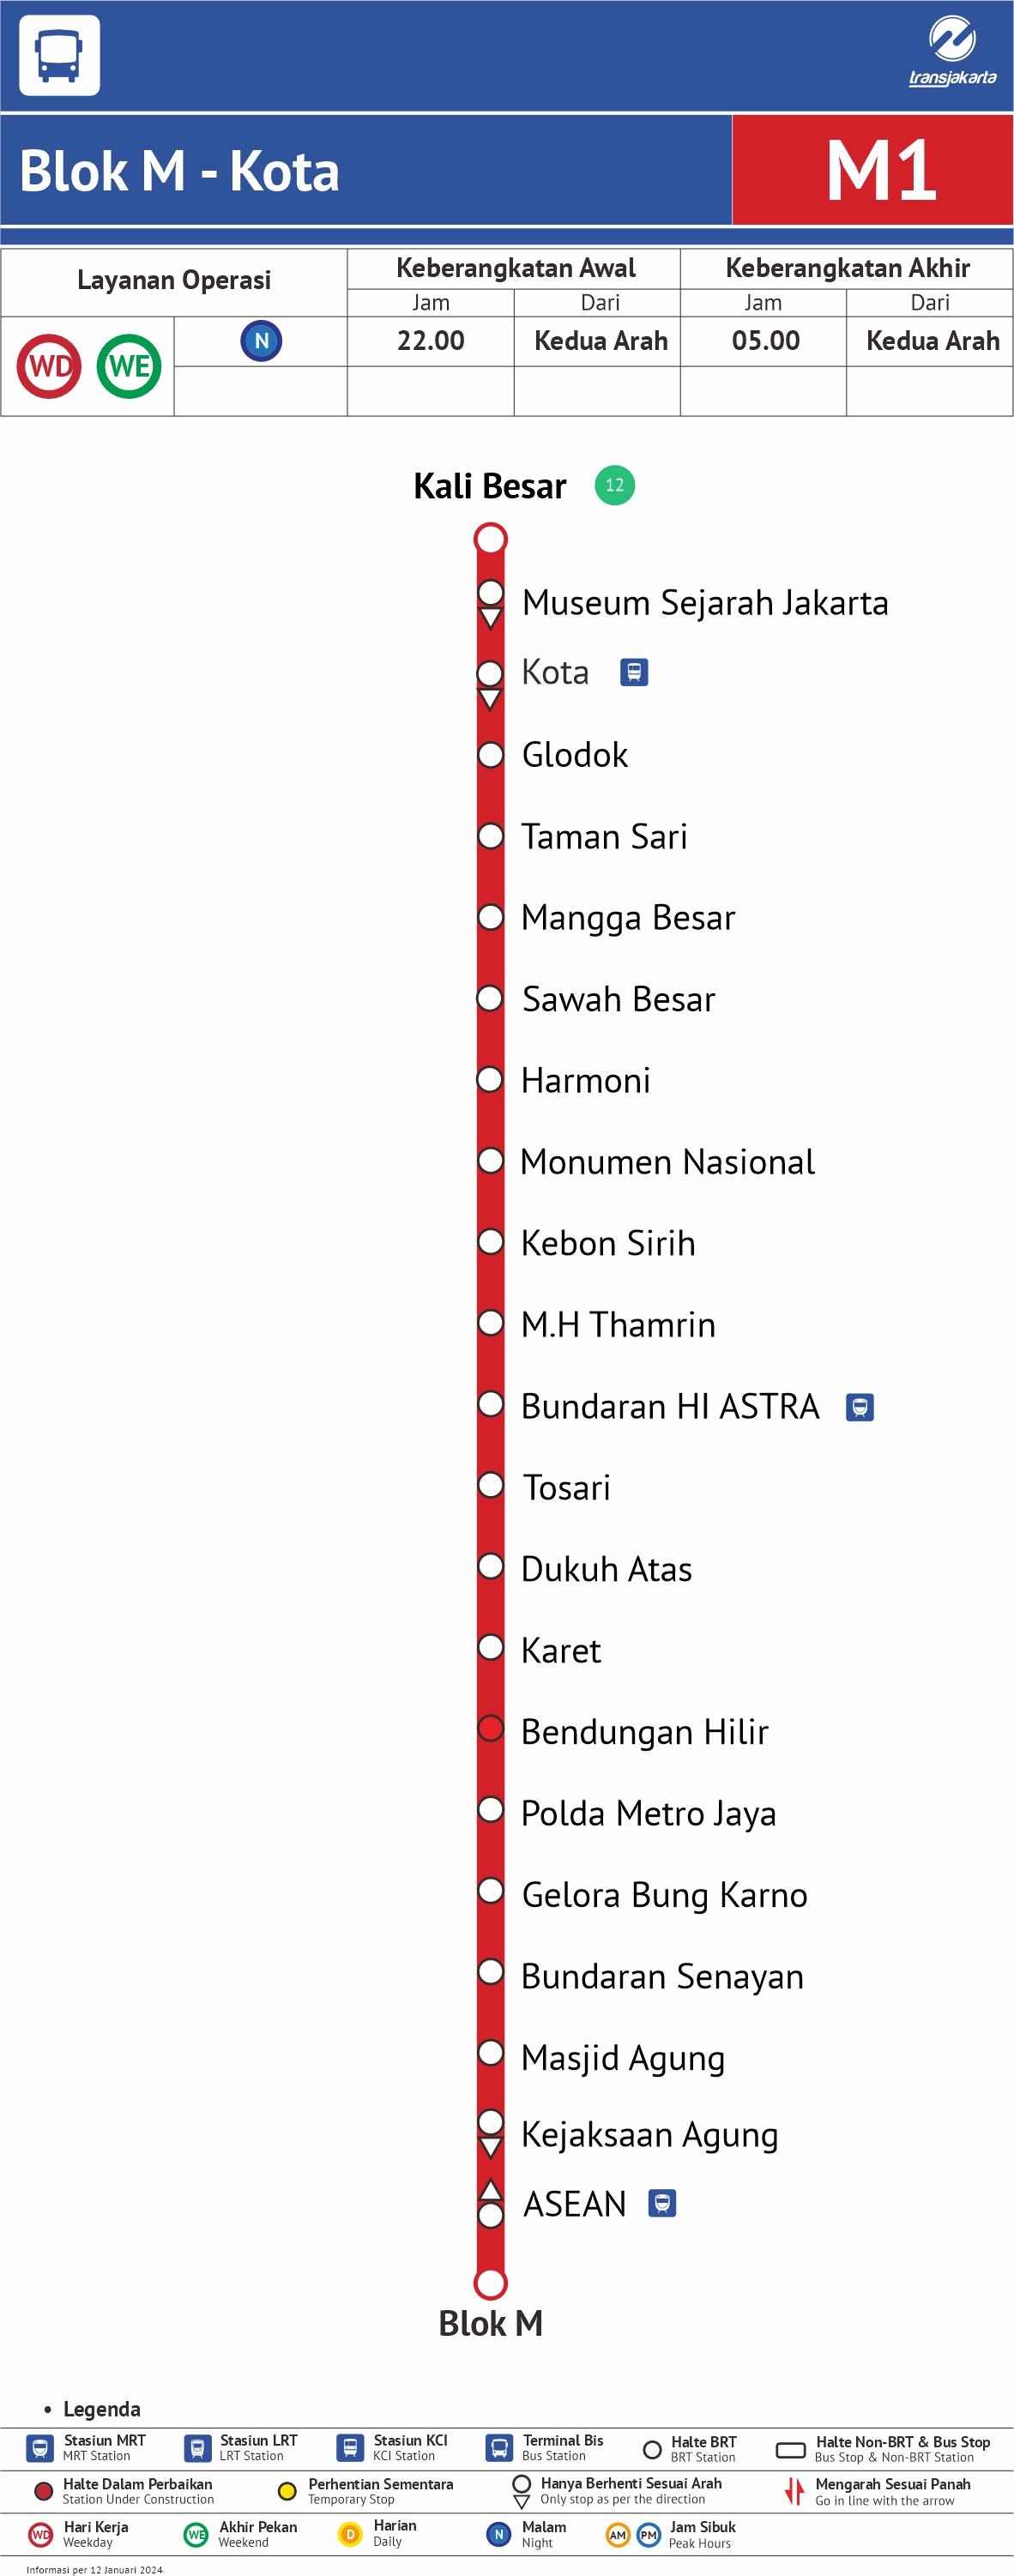 transjakarta
Blok M - Kota
M1
Layanan Operasi
Keberangkatan Awal
Keberangkatan Akhir
Jam
Dari
Jam
Dari
WD
WE
N
22.00
Kedua Arah
05.00
Kedua Arah
Kali Besar
12
Museum Sejarah Jakarta
Kota
Glodok
Taman Sari
Mangga Besar
Sawah Besar
Harmoni
Monumen Nasional
Kebon Sirih
M.H Thamrin
Bundaran HI ASTRA
Tosari
Dukuh Atas
Karet
Bendungan Hilir
Polda Metro Jaya
Gelora Bung Karno
Bundaran Senayan
Masjid Agung
Kejaksaan Agung
ASEAN
Blok M
• Legenda
Stasiun MRT
MRT Station
Stasiun LRT
LRT Station
Stasiun KCI
KCI Station
Terminal Bis
Bus Station
Halte BRT
BRT Station
Halte Non-BRT & Bus Stop
Bus Stop & Non-BRT Station
Halte Dalam Perbaikan
Station Under Construction
Perhentian Sementara
Temporary Stop
Hanya Berhenti Sesuai Arah
Only stop as per the direction
Mengarah Sesuai Panah
Go in line with the arrow
WD
Hari Kerja
Weekday
WE
Akhir Pekan
Weekend
D
Harian
Daily
N
Malam
Night
AM
PM
Jam Sibuk
Peak Hours
Informasi per 12 Januari 2024